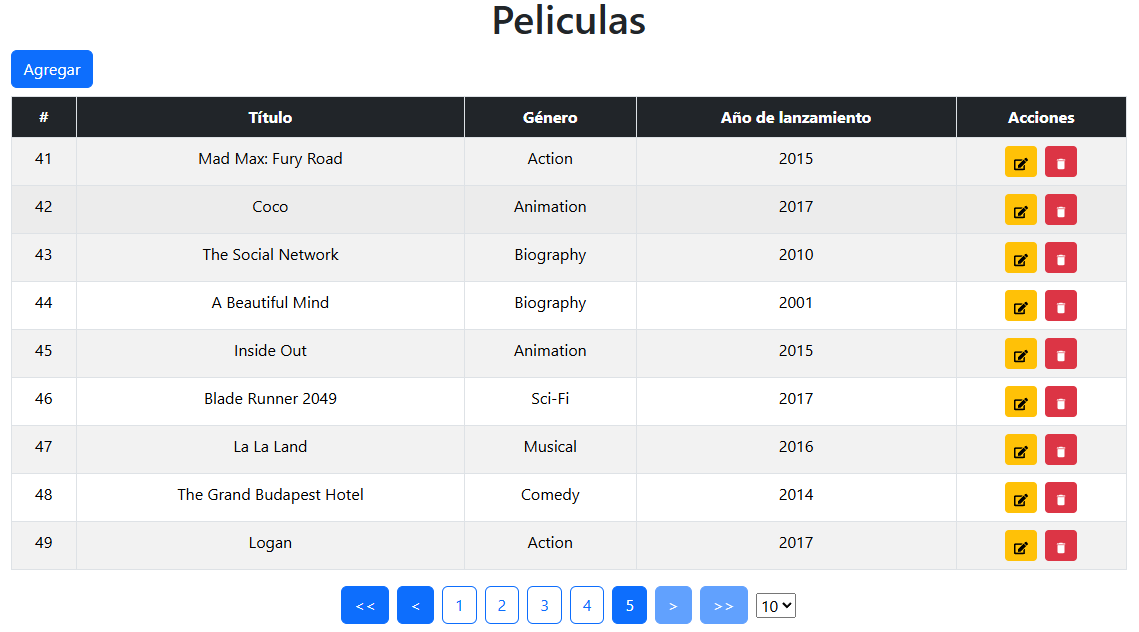 Peliculas
Agregar
# Título Género Año de lanzamiento Acciones
41 Mad Max: Fury Road Action 2015
42 Coco Animation 2017
43 The Social Network Biography 2010
44 A Beautiful Mind Biography 2001
45 Inside Out Animation 2015
46 Blade Runner 2049 Sci-Fi 2017
47 La La Land Musical 2016
48 The Grand Budapest Hotel Comedy 2014
49 Logan Action 2017
<< < 1 2 3 4 5 > >> 10